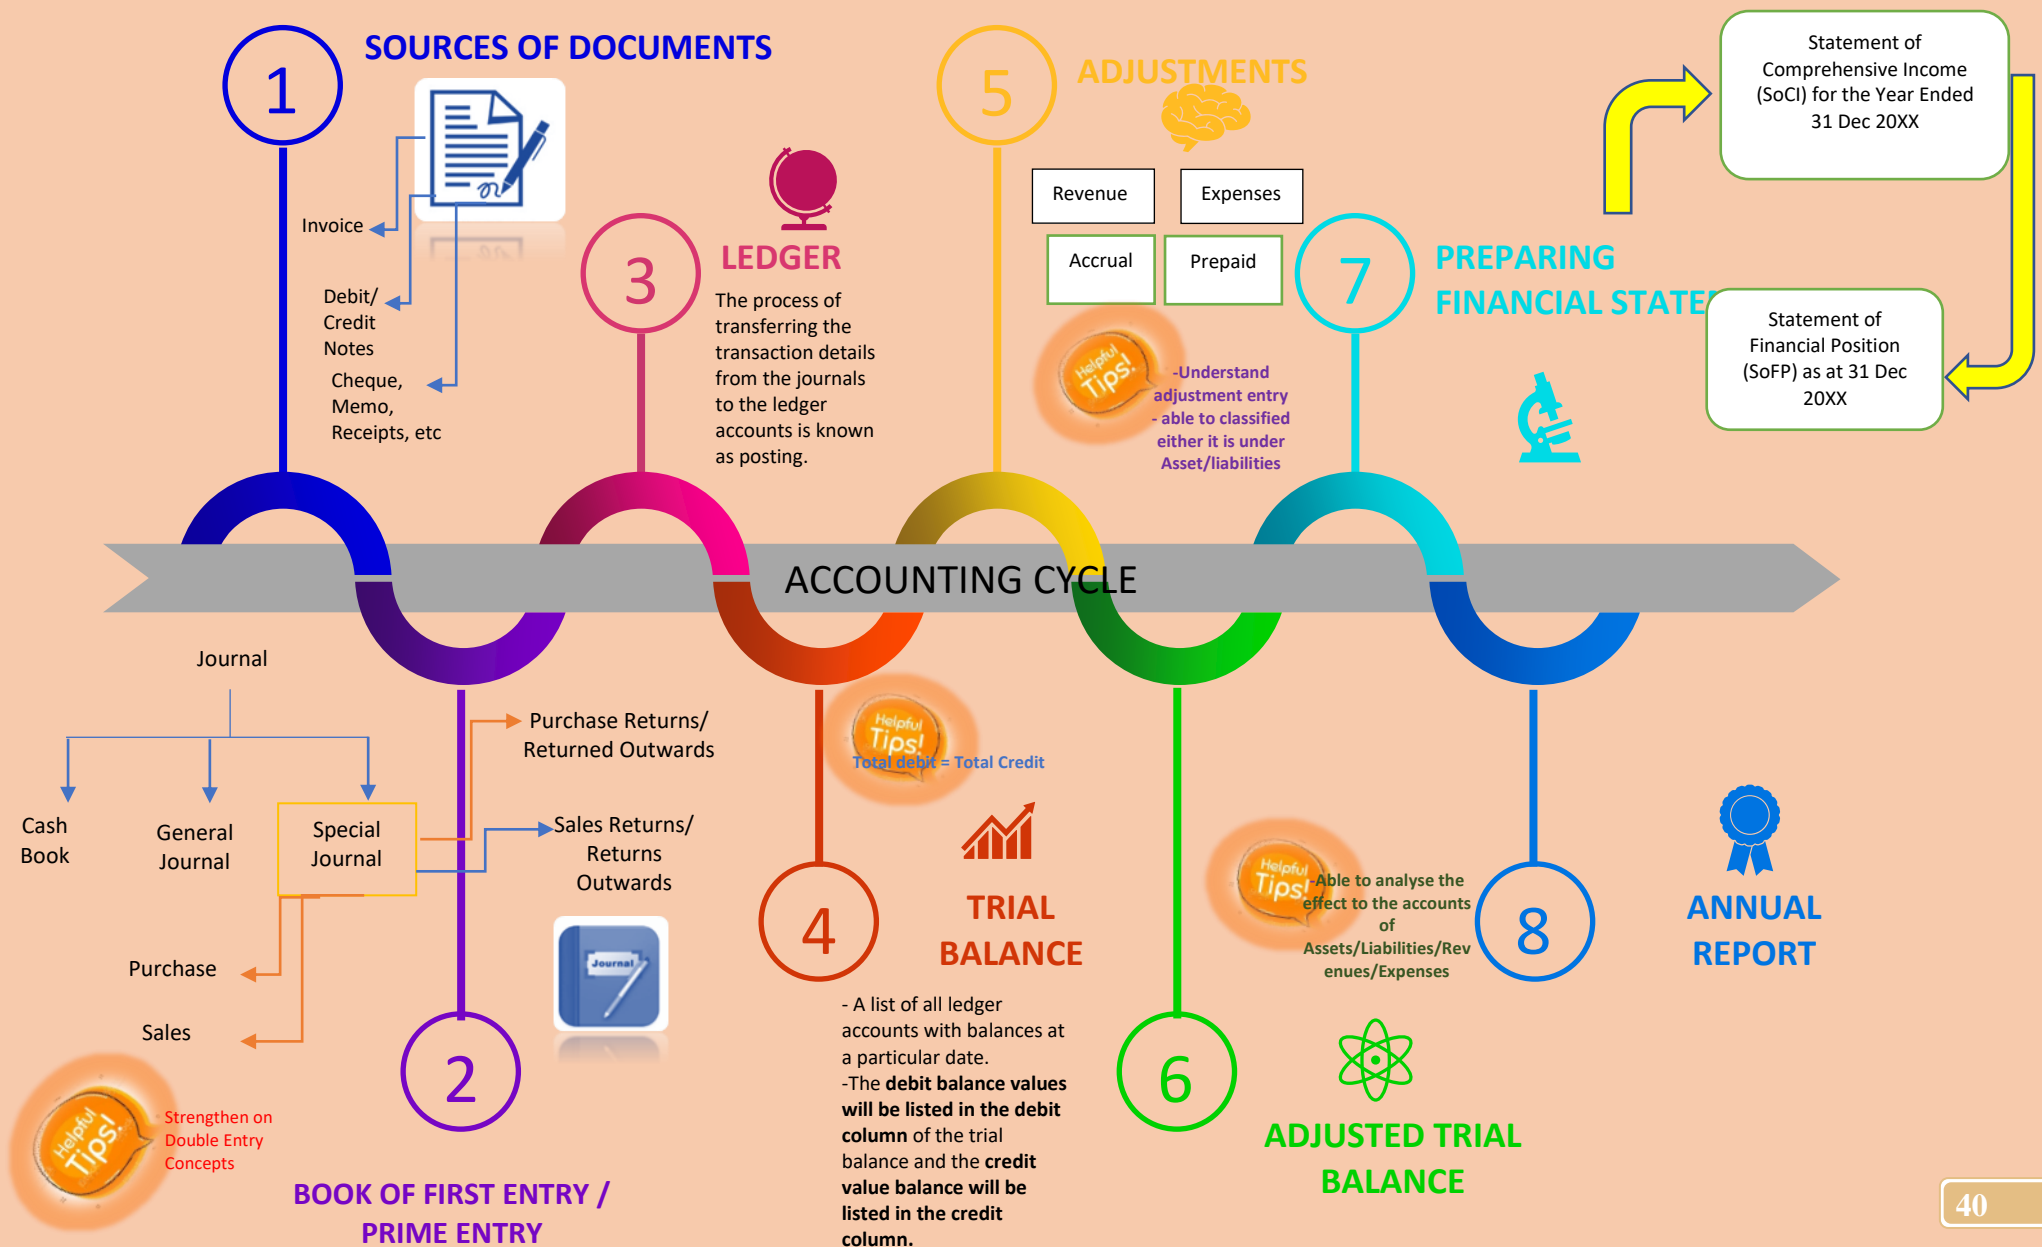 1
SOURCES OF DOCUMENTS
Invoice
Debit/
Credit
Notes
Cheque,
Memo,
Receipts, etc
3
LEDGER
The process of
transferring the
transaction details
from the journals
to the ledger
accounts is known
as posting.
5
ADJUSTMENTS
Revenue
Expenses
Accrual
Prepaid
Helpful
Tips!
-Understand
adjustment entry
- able to classified
either it is under
Asset/liabilities
7
PREPARING
FINANCIAL STATE
Statement of
Comprehensive Income
(SoCI) for the Year Ended
31 Dec 20XX
Statement of
Financial Position
(SoFP) as at 31 Dec
20XX
ACCOUNTING CYCLE
Journal
Cash
Book
General
Journal
Special
Journal
Purchase Returns/
Returned Outwards
Sales Returns/
Returns
Outwards
Purchase
Sales
Journal
Helpful
Tips!
Strengthen on
Double Entry
Concepts
2
BOOK OF FIRST ENTRY /
PRIME ENTRY
Helpful
Tips!
Total debit = Total Credit
4
TRIAL
BALANCE
- A list of all ledger
accounts with balances at
a particular date.
-The debit balance values
will be listed in the debit
column of the trial
balance and the credit
value balance will be
listed in the credit
column.
Helpful
Tips!
-Able to analyse the
effect to the accounts
of
Assets/Liabilities/Rev
enues/Expenses
6
ADJUSTED TRIAL
BALANCE
8
ANNUAL
REPORT
40